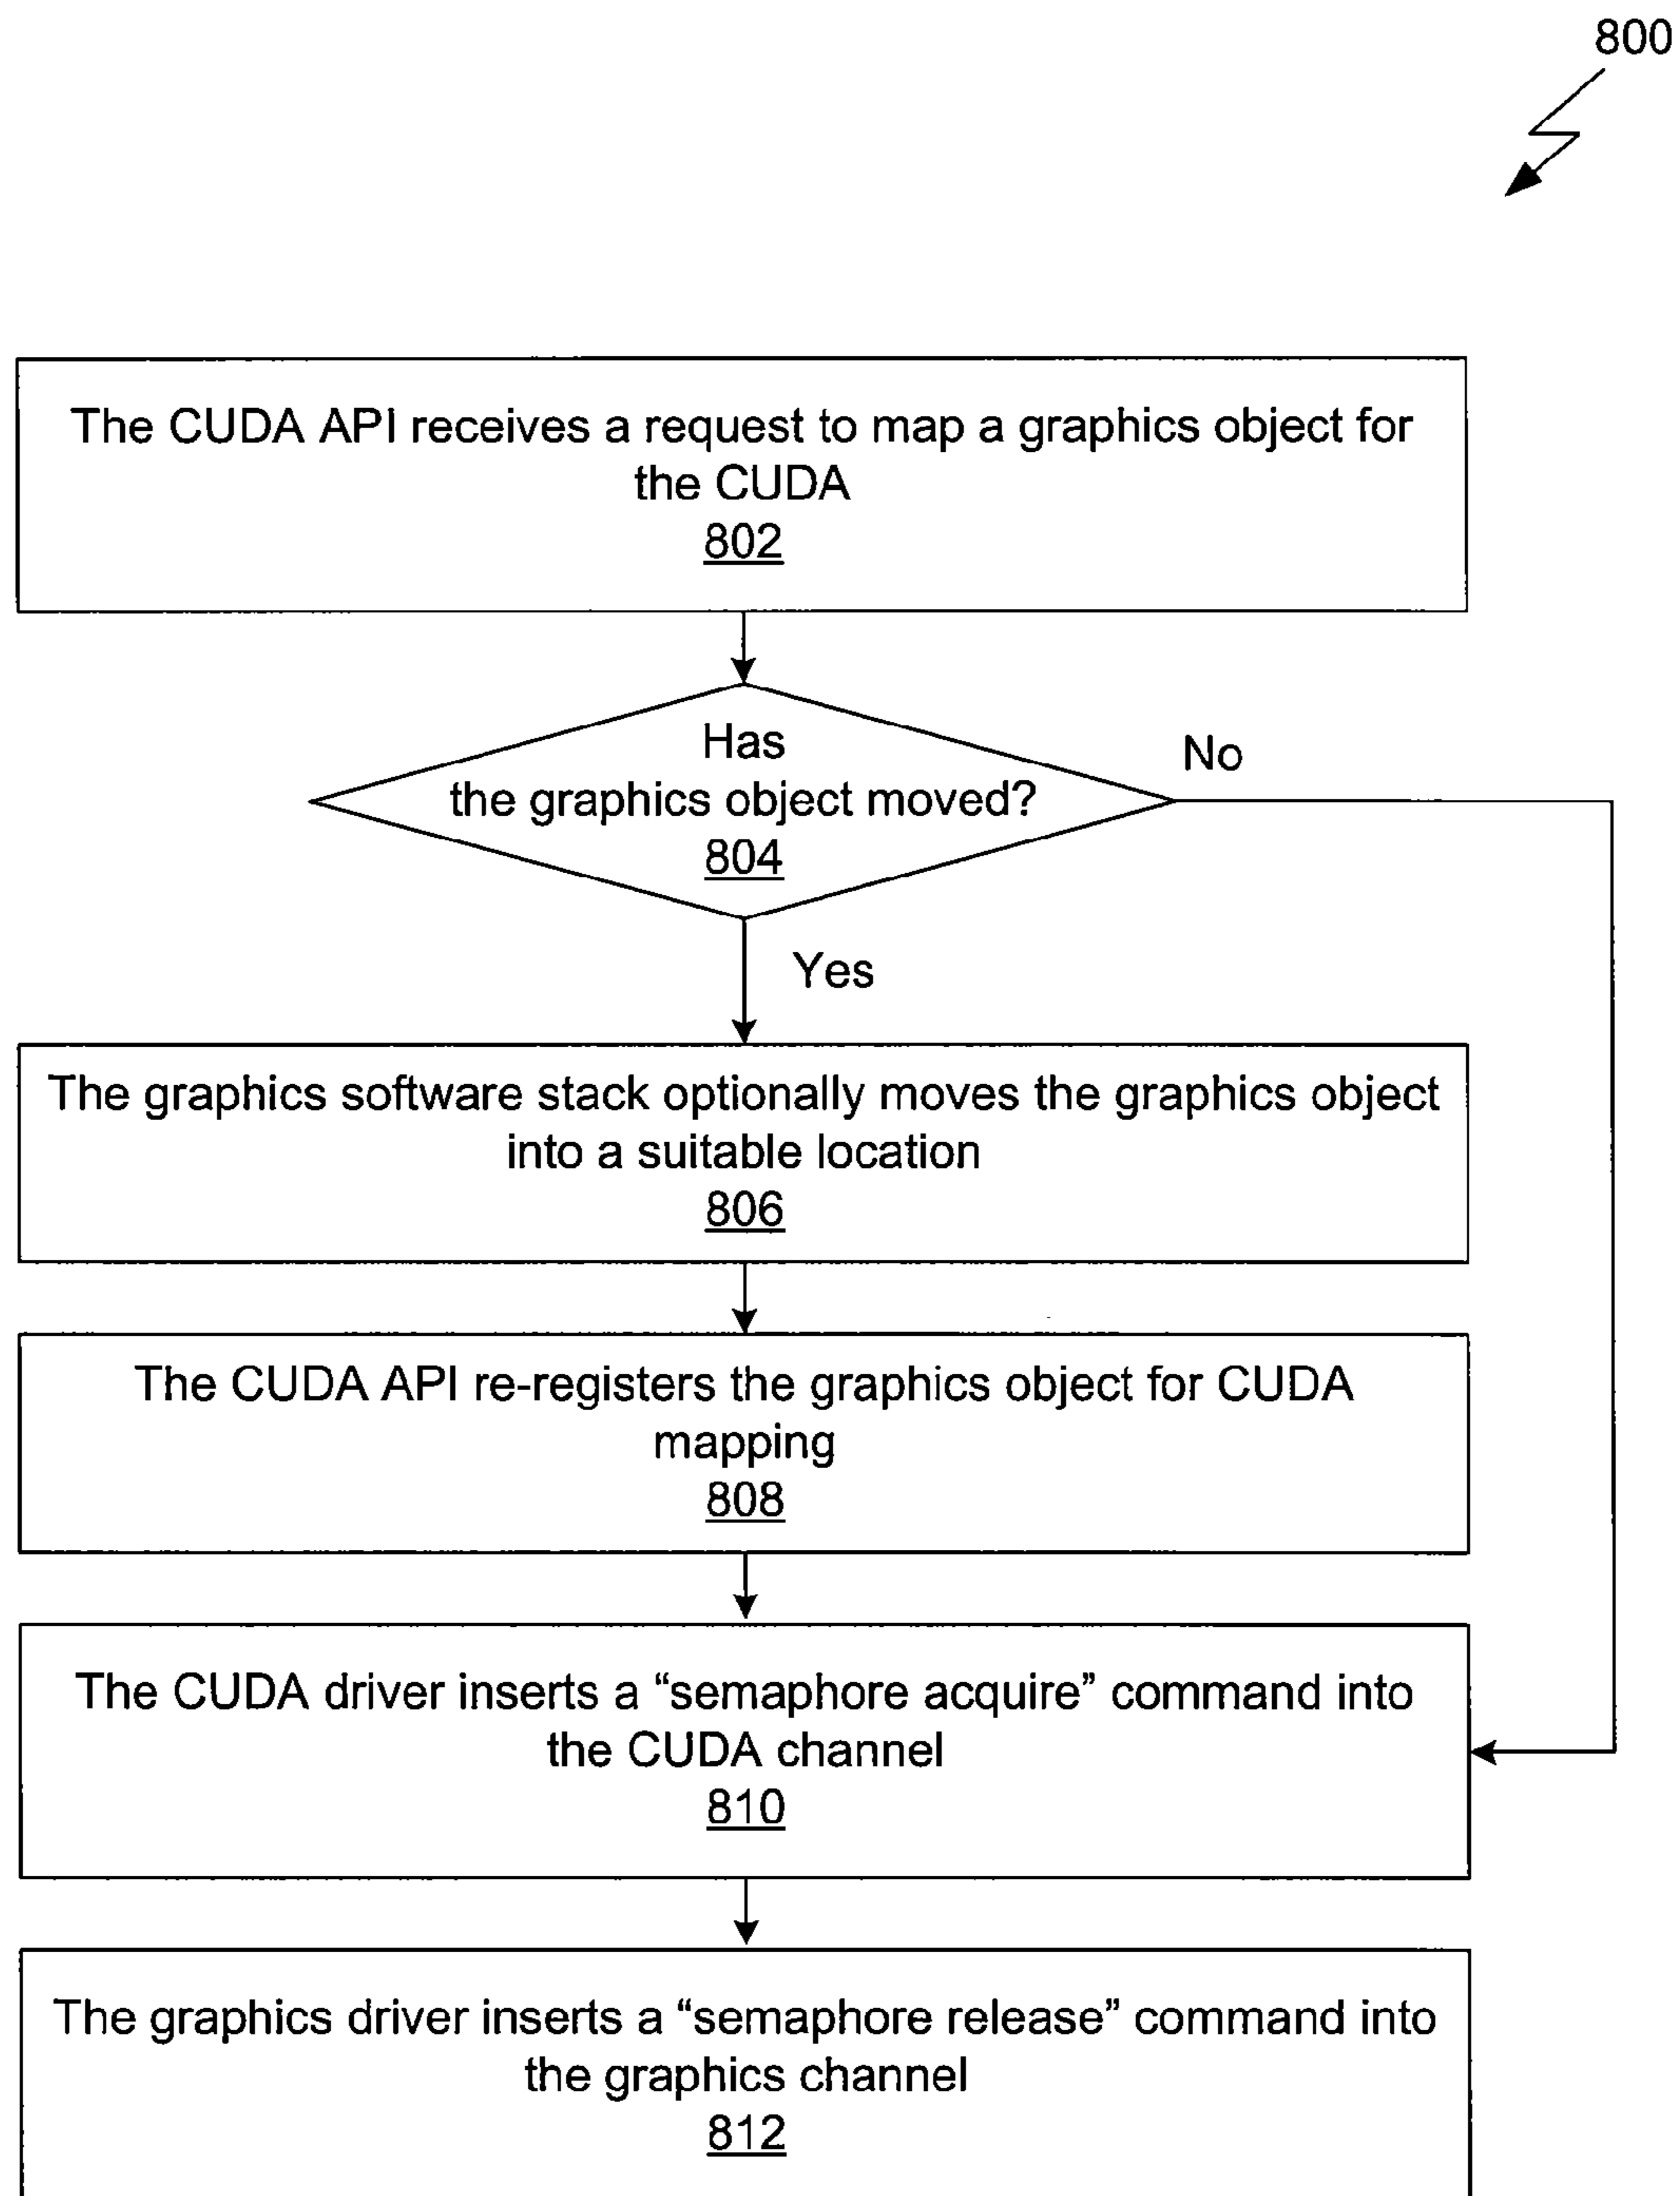 800
The CUDA API receives a request to map a graphics object for
the CUDA
802
Has
the graphics object moved?
804
No
Yes
The graphics software stack optionally moves the graphics object
into a suitable location
806
The CUDA API re-registers the graphics object for CUDA
mapping
808
The CUDA driver inserts a “semaphore acquire” command into
the CUDA channel
810
The graphics driver inserts a “semaphore release” command into
the graphics channel
812